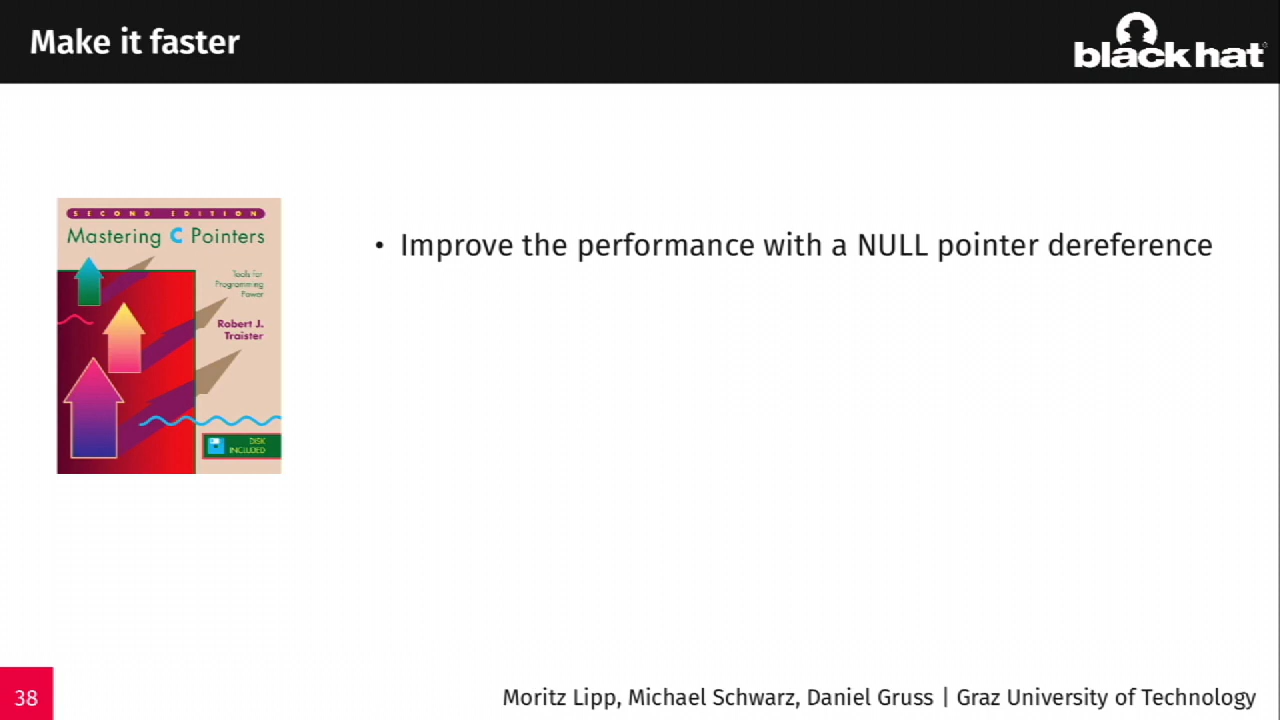 Make it faster
black hat
SECOND EDITION
Mastering C Pointers
Tools for
Programming
Power
Robert J.
Traister
DISK
INCLUDED
• Improve the performance with a NULL pointer dereference
38
Moritz Lipp, Michael Schwarz, Daniel Gruss | Graz University of Technology